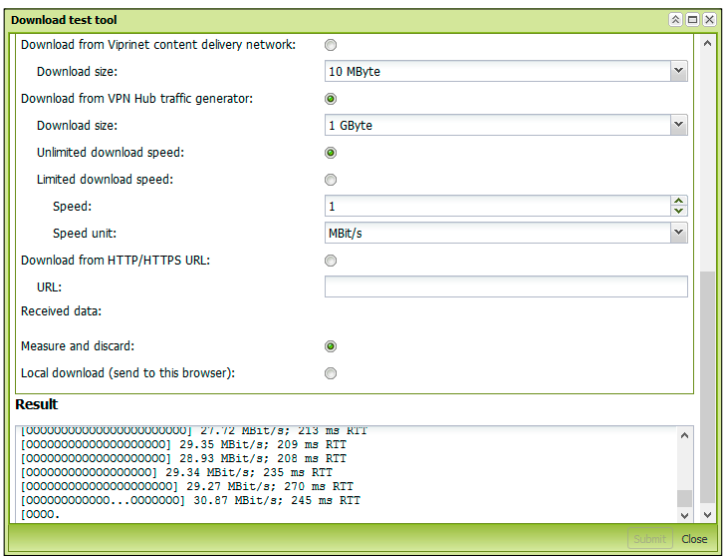 Download test tool
Download from Viprinet content delivery network:
Download size: 10 MByte
Download from VPN Hub traffic generator:
Download size: 1 GByte
Unlimited download speed:
Limited download speed:
Speed: 1
Speed unit: MBit/s
Download from HTTP/HTTPS URL:
URL:
Received data:
Measure and discard:
Local download (send to this browser):
Result
[OOOOOOOOOOOOOOOOOOOOOOO] 27.72 MBit/s; 213 ms RTT
[OOOOOOOOOOOOOOOOOOOO] 29.35 MBit/s; 209 ms RTT
[OOOOOOOOOOOOOOOOOOOO] 28.93 MBit/s; 208 ms RTT
[OOOOOOOOOOOOOOOOOO] 29.34 MBit/s; 235 ms RTT
[OOOOOOOOOOOOOOOOOOOOO] 29.27 MBit/s; 270 ms RTT
[OOOOOOOOOOOO...OOOOOOO] 30.87 MBit/s; 245 ms RTT
[OOOO.
Submit Close